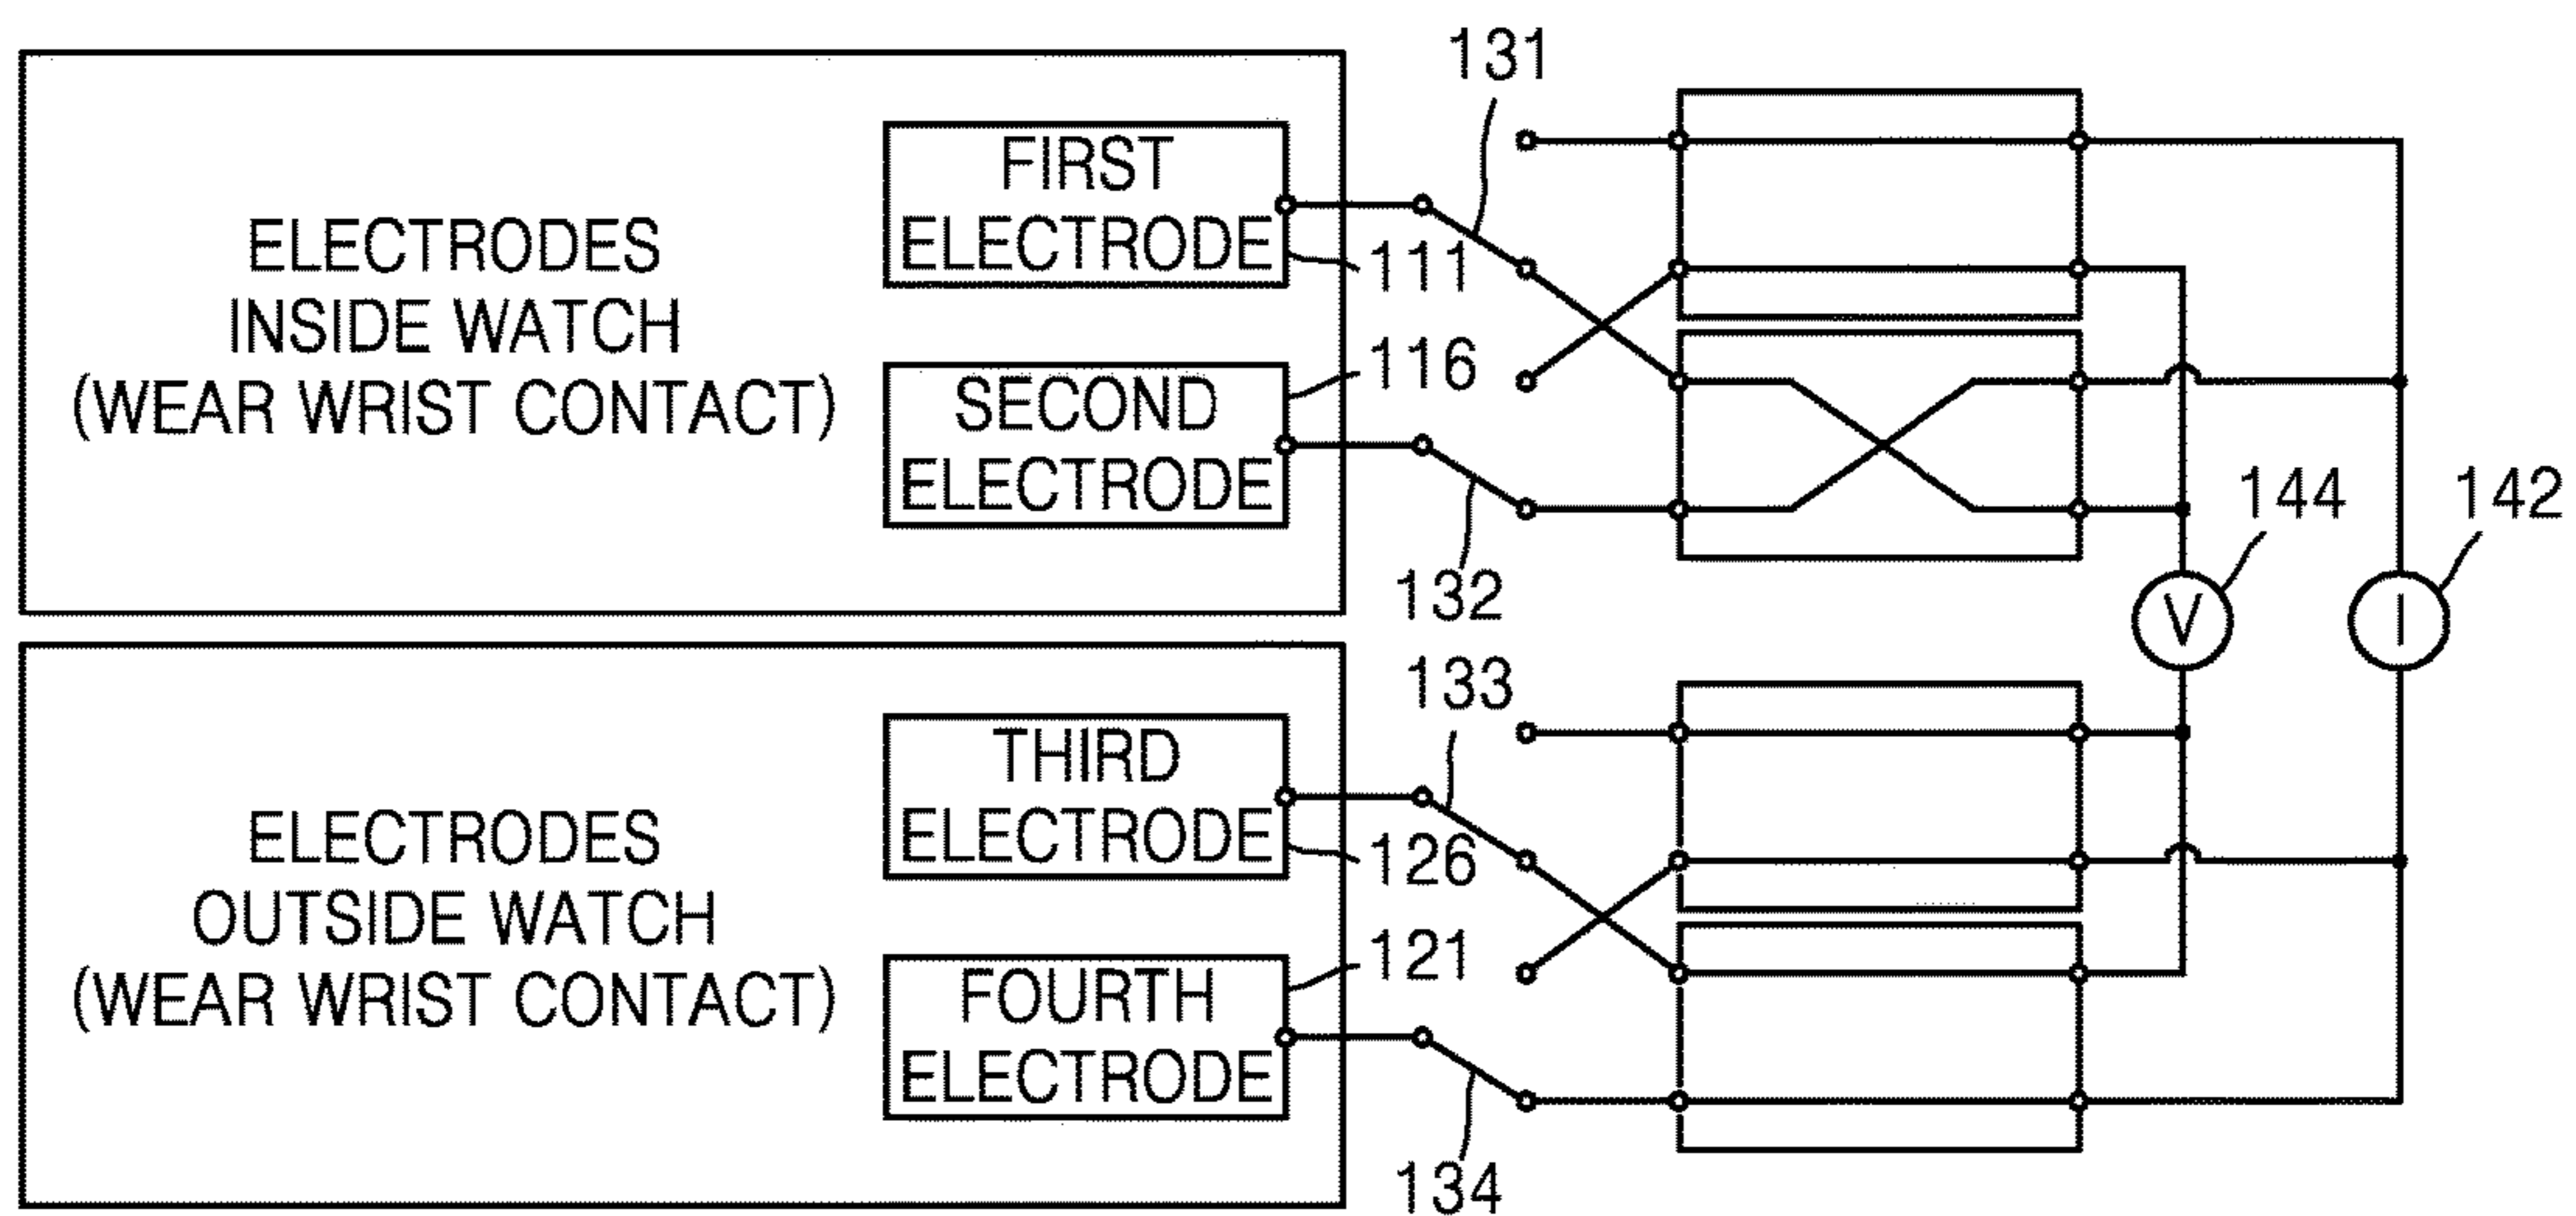 131
FIRST
ELECTRODE
111
ELECTRODES
INSIDE WATCH
(WEAR WRIST CONTACT)
116
SECOND
ELECTRODE
132
144
142
V
I
133
THIRD
ELECTRODE
126
ELECTRODES
OUTSIDE WATCH
(WEAR WRIST CONTACT)
121
FOURTH
ELECTRODE
134